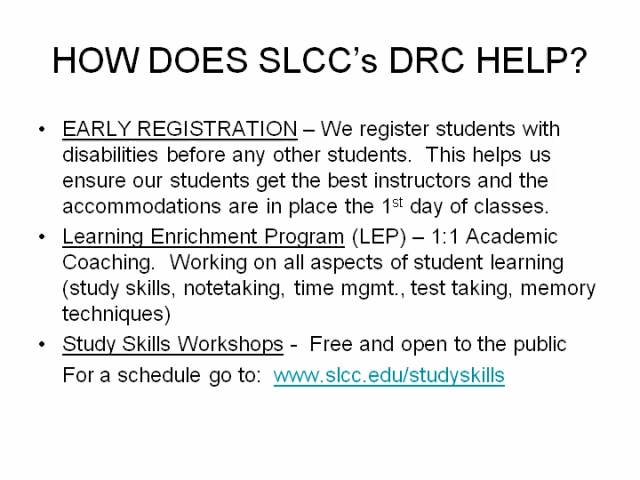 HOW DOES SLCC's DRC HELP?
• EARLY REGISTRATION – We register students with
disabilities before any other students.  This helps us
ensure our students get the best instructors and the
accommodations are in place the 1st day of classes.
• Learning Enrichment Program (LEP) – 1:1 Academic
Coaching.  Working on all aspects of student learning
(study skills, notetaking, time mgmt., test taking, memory
techniques)
• Study Skills Workshops -  Free and open to the public
For a schedule go to:  www.slcc.edu/studyskills